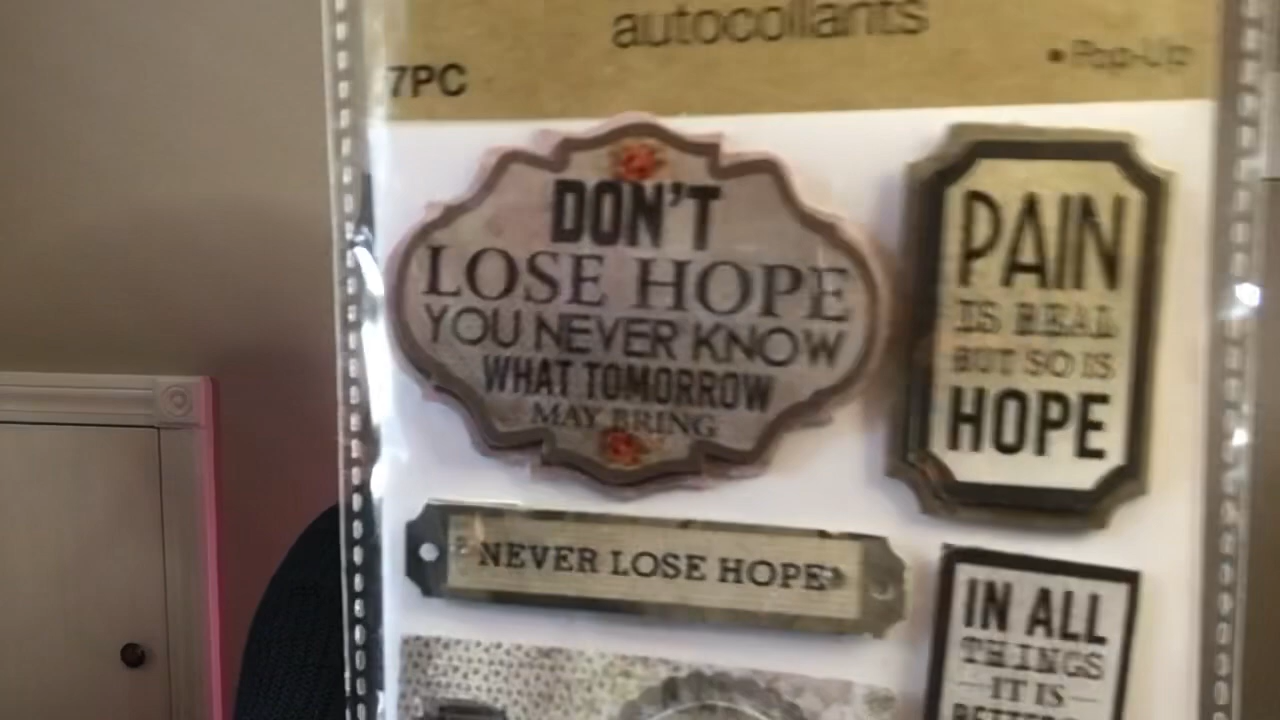 autocollants
7PC
• Pop-Up
DON'T
LOSE HOPE
YOU NEVER KNOW
WHAT TOMORROW
MAY BRING
PAIN
IS REAL
BUT SO IS
HOPE
NEVER LOSE HOPE
IN ALL
THINGS
—IT IS—
BETTER